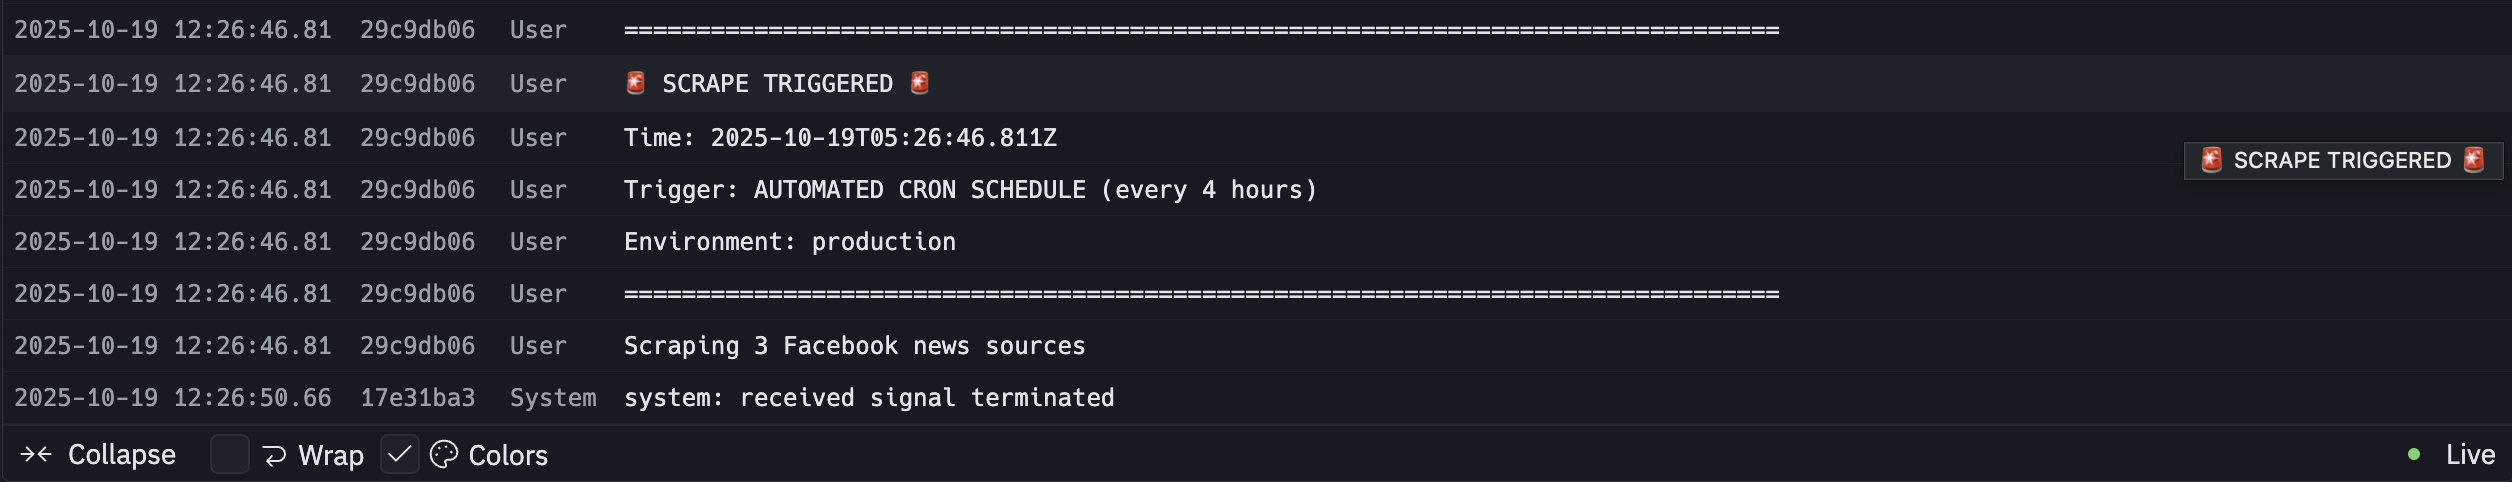 2025-10-19 12:26:46.81 29c9db06 User ================================================================================
2025-10-19 12:26:46.81 29c9db06 User 🚨 SCRAPE TRIGGERED 🚨
2025-10-19 12:26:46.81 29c9db06 User Time: 2025-10-19T05:26:46.811Z
🚨 SCRAPE TRIGGERED 🚨
2025-10-19 12:26:46.81 29c9db06 User Trigger: AUTOMATED CRON SCHEDULE (every 4 hours)
2025-10-19 12:26:46.81 29c9db06 User Environment: production
2025-10-19 12:26:46.81 29c9db06 User ================================================================================
2025-10-19 12:26:46.81 29c9db06 User Scraping 3 Facebook news sources
2025-10-19 12:26:50.66 17e31ba3 System system: received signal terminated
Collapse Wrap Colors Live